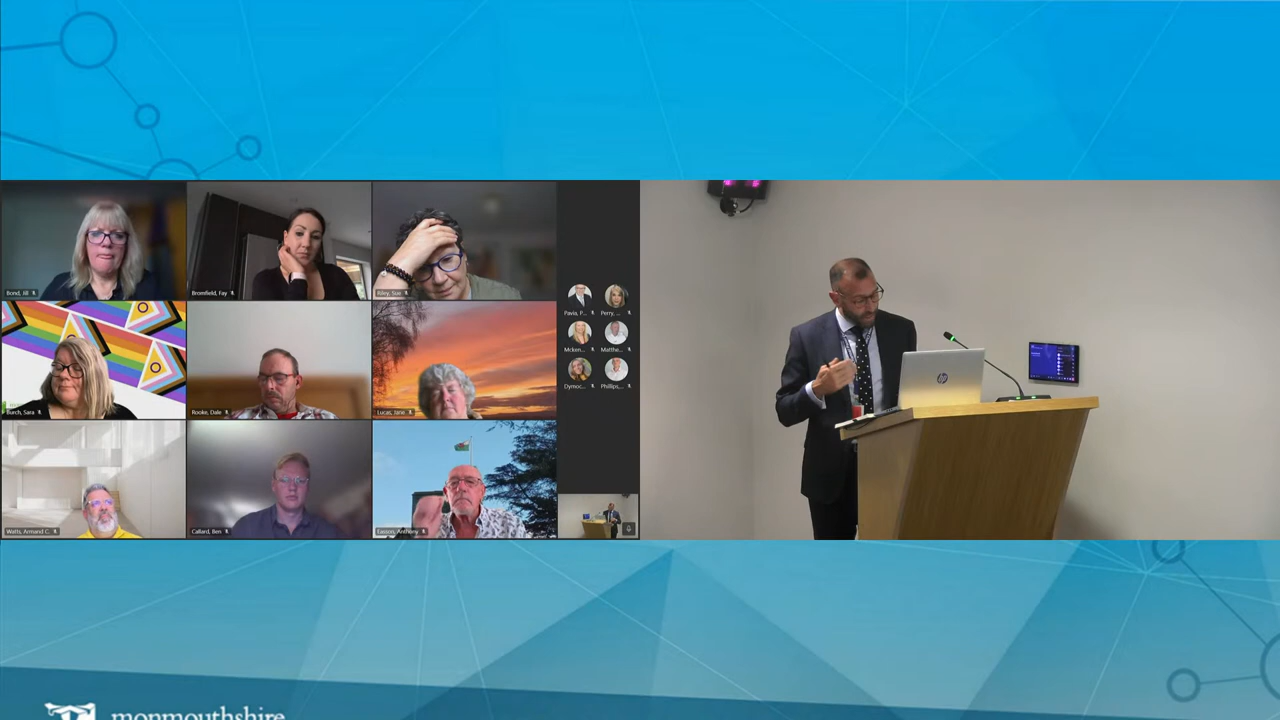 Bond, Jill
Bromfield, Fay
Riley, Sue
Pavia, P...
Perry, ...
Mcken...
Matthe...
Dymoc...
Phillips,...
Burch, Sara
Rooke, Dale
Lucas, Jane
Watts, Armand C.
Callard, Ben
Easson, Anthony
hp
monmouthshire